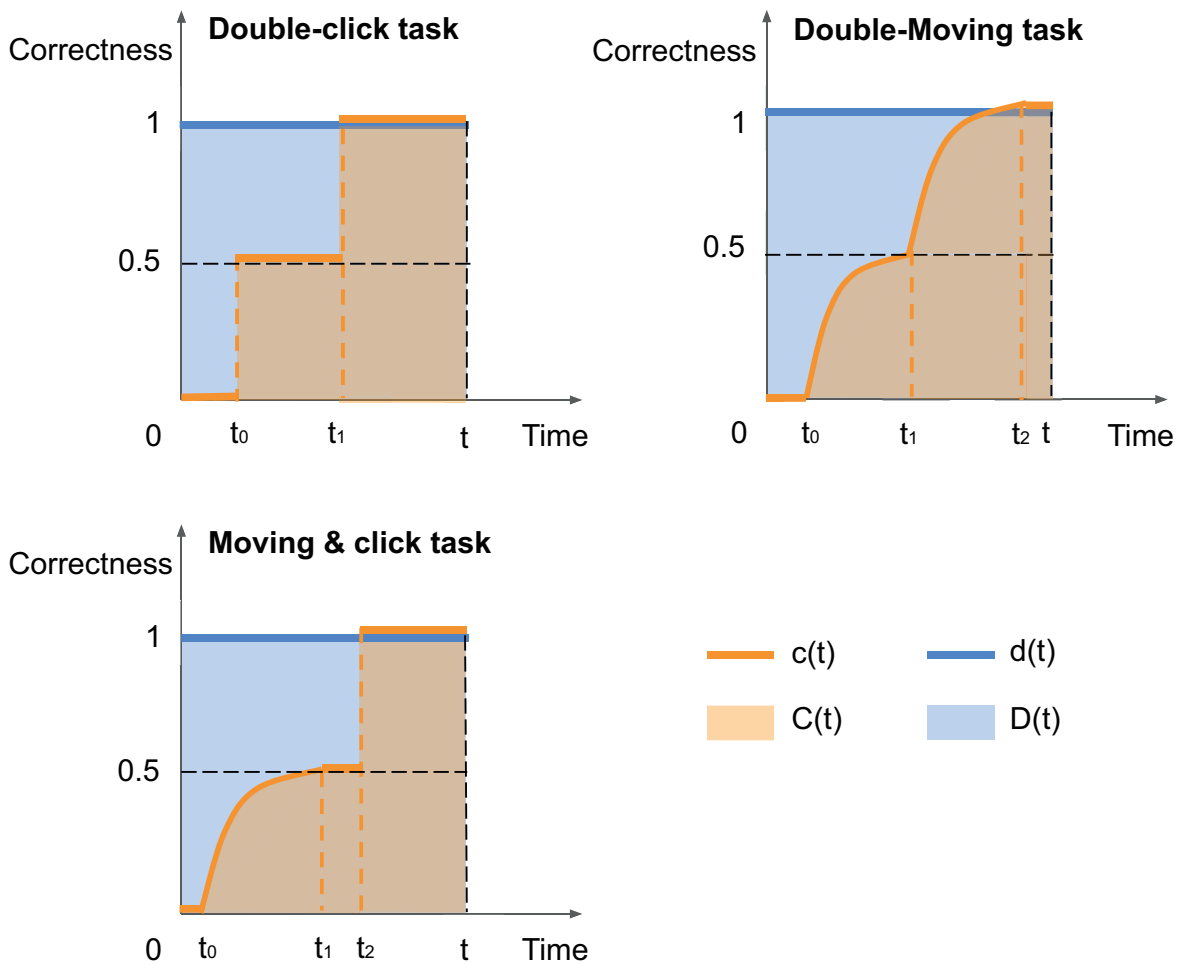 Double-click task
Correctness
1
0.5
0
t0
t1
t
Time
Double-Moving task
Correctness
1
0.5
0
t0
t1
t2
t
Time
Moving & click task
Correctness
1
0.5
0
t0
t1
t2
t
Time
c(t)
d(t)
C(t)
D(t)